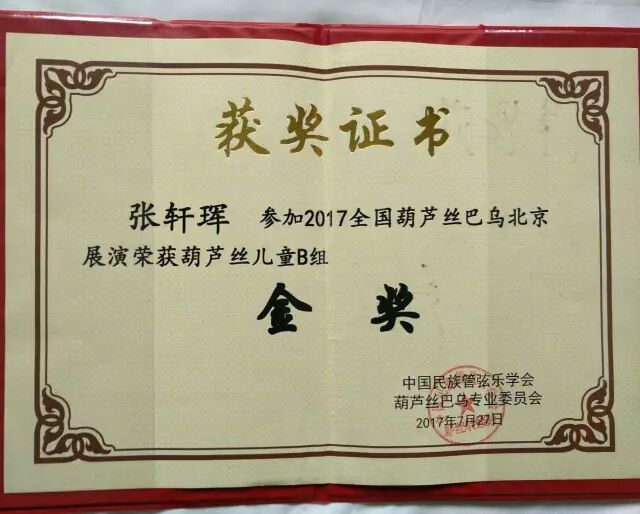 获奖证书
张轩珲 参加2017全国葫芦丝巴乌北京
展演荣获葫芦丝儿童B组
金奖
中国民族管弦乐学会
葫芦丝巴乌专业委员会
2017年7月27日